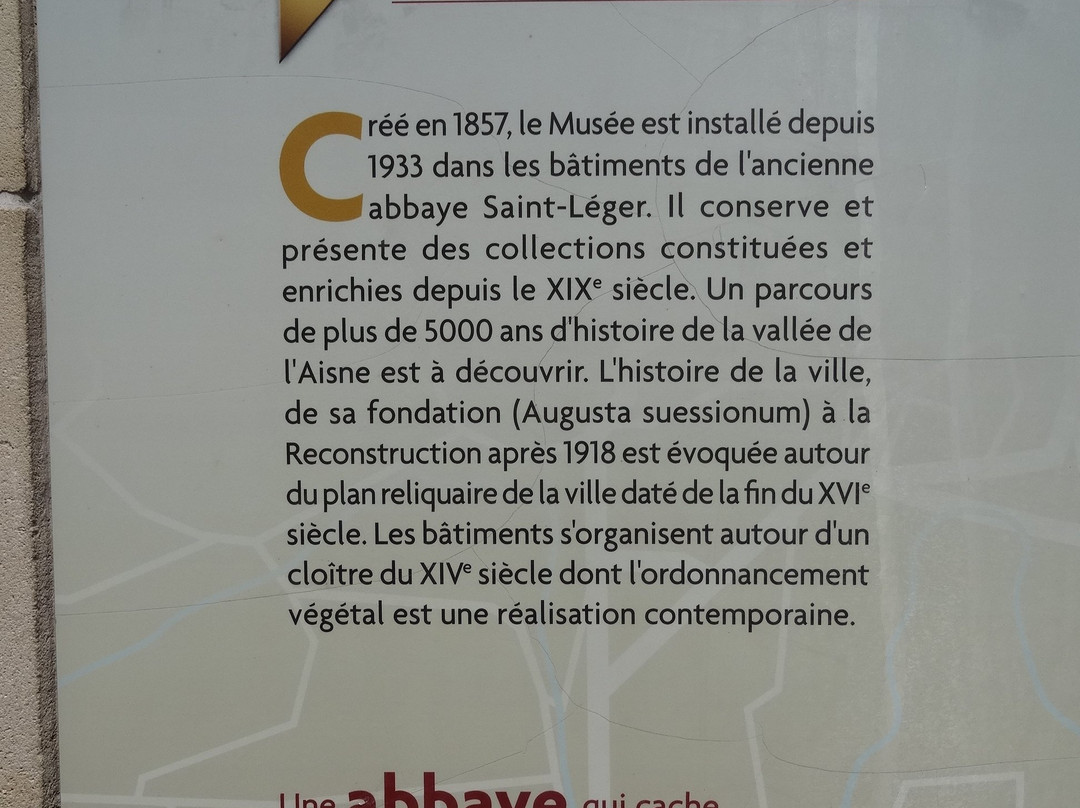 Créé en 1857, le Musée est installé depuis
1933 dans les bâtiments de l'ancienne
abbaye Saint-Léger. Il conserve et
présente des collections constituées et
enrichies depuis le XIXe siècle. Un parcours
de plus de 5000 ans d'histoire de la vallée de
l'Aisne est à découvrir. L'histoire de la ville,
de sa fondation (Augusta suessionum) à la
Reconstruction après 1918 est évoquée autour
du plan reliquaire de la ville daté de la fin du XVIe
siècle. Les bâtiments s'organisent autour d'un
cloître du XIVe siècle dont l'ordonnancement
végétal est une réalisation contemporaine.
Une abbaye qui cache